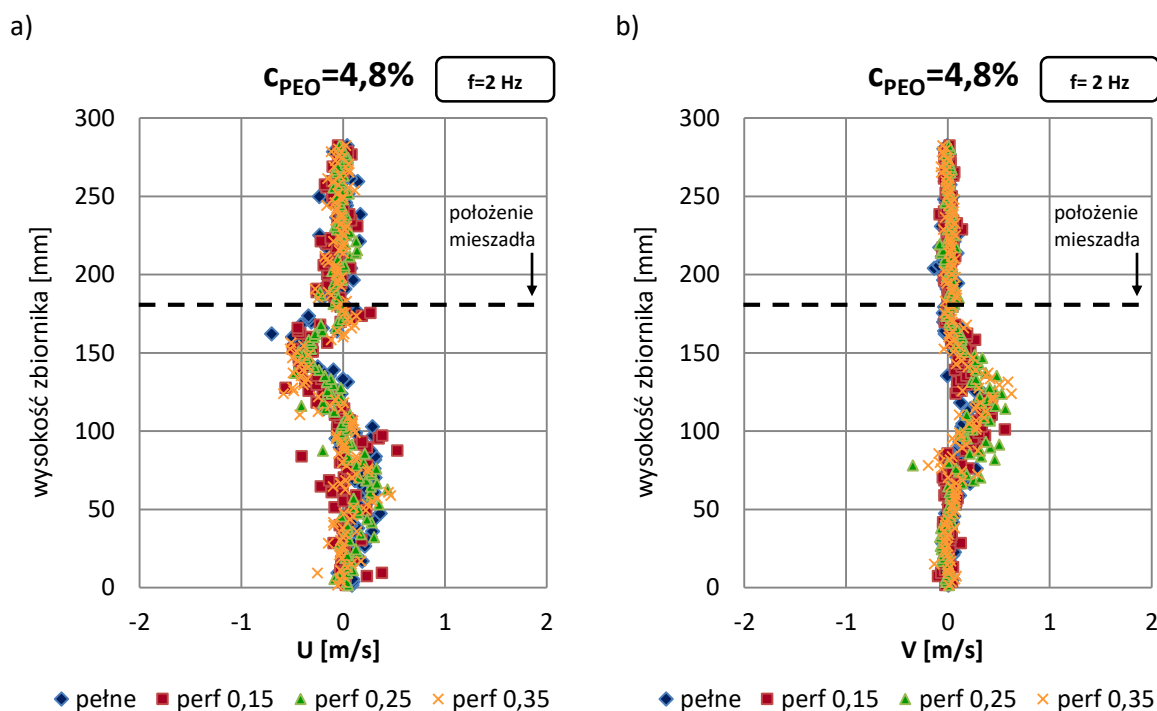 a)
c_PEO=4,8%
f=2 Hz
300
250
200
150
100
50
0
wysokość zbiornika [mm]
położenie
mieszadła
-2 -1 0 1 2
U [m/s]
pełne perf 0,15 perf 0,25 perf 0,35
b)
c_PEO=4,8%
f= 2 Hz
300
250
200
150
100
50
0
wysokość zbiornika [mm]
położenie
mieszadła
-2 -1 0 1 2
V [m/s]
pełne perf 0,15 perf 0,25 perf 0,35